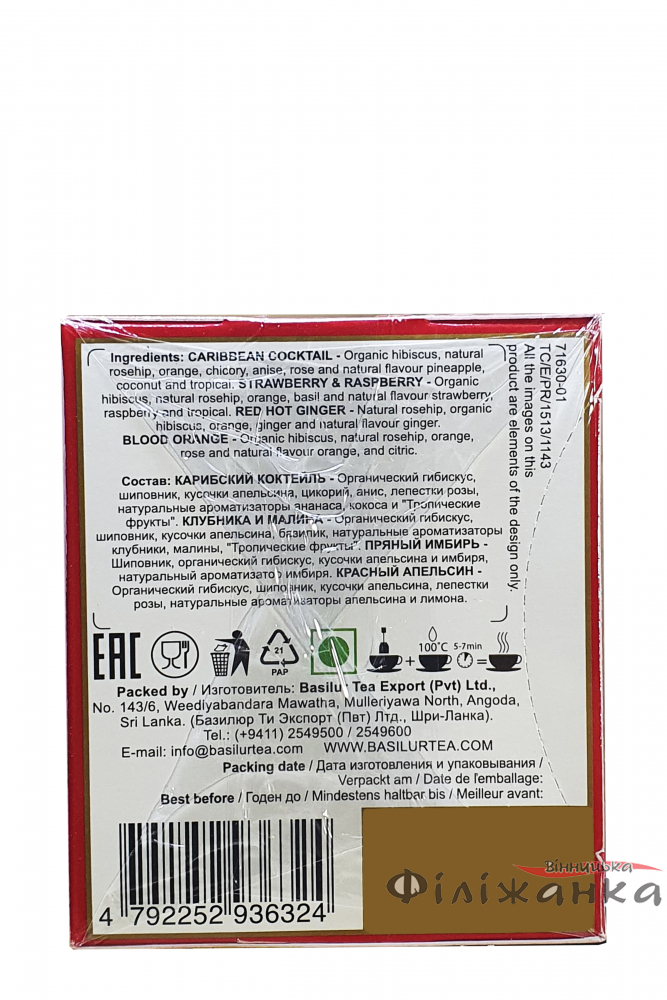 Ingredients: CARIBBEAN COCKTAIL - Organic hibiscus, natural
rosehip, orange, chicory, anise, rose and natural flavour pineapple,
coconut and tropical. STRAWBERRY & RASPBERRY - Organic
hibiscus, natural rosehip, orange, basil and natural flavour strawberry,
raspberry and tropical. RED HOT GINGER - Natural rosehip, organic
hibiscus, orange, ginger and natural flavour ginger.
BLOOD ORANGE - Organic hibiscus, natural rosehip, orange,
rose and natural flavour orange, and citric.
Состав: КАРИБСКИЙ КОКТЕЙЛЬ - Органический гибискус,
шиповник, кусочки апельсина, цикорий, анис, лепестки розы,
натуральные ароматизаторы ананаса, кокоса и "Тропические
фрукты". КЛУБНИКА И МАЛИНА - Органический гибискус,
шиповник, кусочки апельсина, базилик, натуральные ароматизаторы
клубники, малины, "Тропические фрукты". ПРЯНЫЙ ИМБИРЬ -
Шиповник, органический гибискус, кусочки апельсина и имбиря,
натуральный ароматизатор имбиря. КРАСНЫЙ АПЕЛЬСИН -
Органический гибискус, шиповник, кусочки апельсина, лепестки
розы, натуральные ароматизаторы апельсина и лимона.
71630-01
TC/E/PR/1513/1143
All the images on this
product are elements of the design only.
EAC
21
PAP
100°C
5-7min
+
=
Packed by / Изготовитель: Basilur Tea Export (Pvt) Ltd.,
No. 143/6, Weediyabandara Mawatha, Mulleriyawa North, Angoda,
Sri Lanka. (Базилюр Ти Экспорт (Пвт) Лтд., Шри-Ланка).
Tel.: (+9411) 2549500 / 2549600
E-mail: info@basilurtea.com WWW.BASILURTEA.COM
Packing date / Дата изготовления и упаковывания /
Verpackt am / Date de l'emballage:
Best before / Годен до / Mindestens haltbar bis / Meilleur avant:
4 792252 936324
Вінницька
Філіжанка